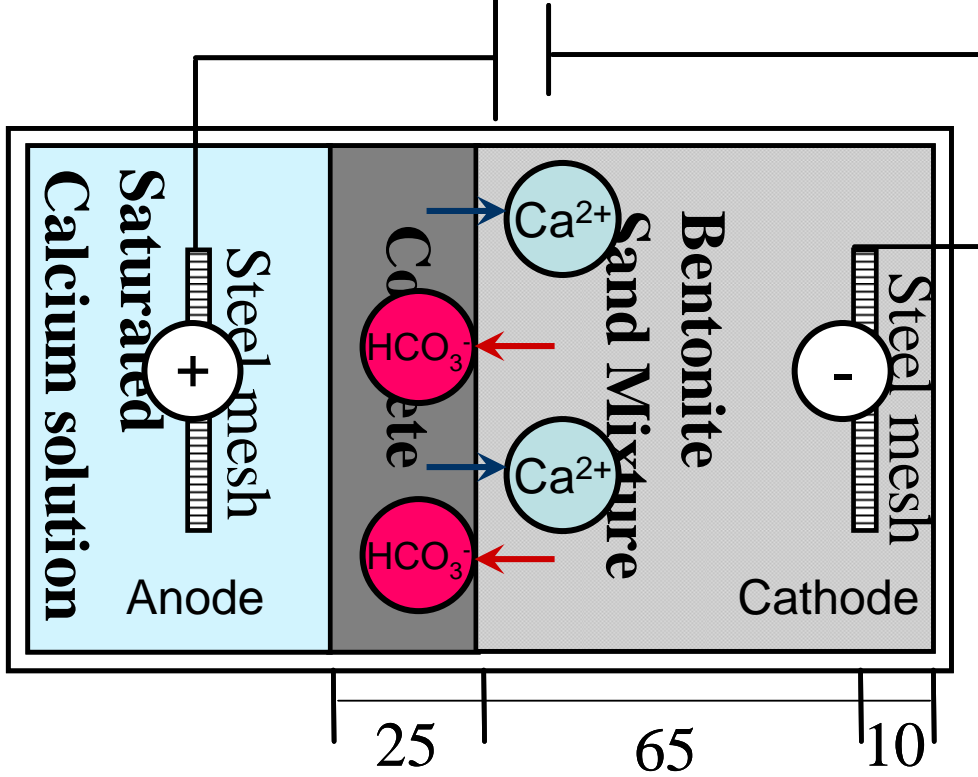 Saturated
Calcium solution
Steel mesh
+
Anode
Concrete
Ca²⁺
HCO₃⁻
Ca²⁺
HCO₃⁻
Bentonite
Sand Mixture
Steel mesh
-
Cathode
25
65
10